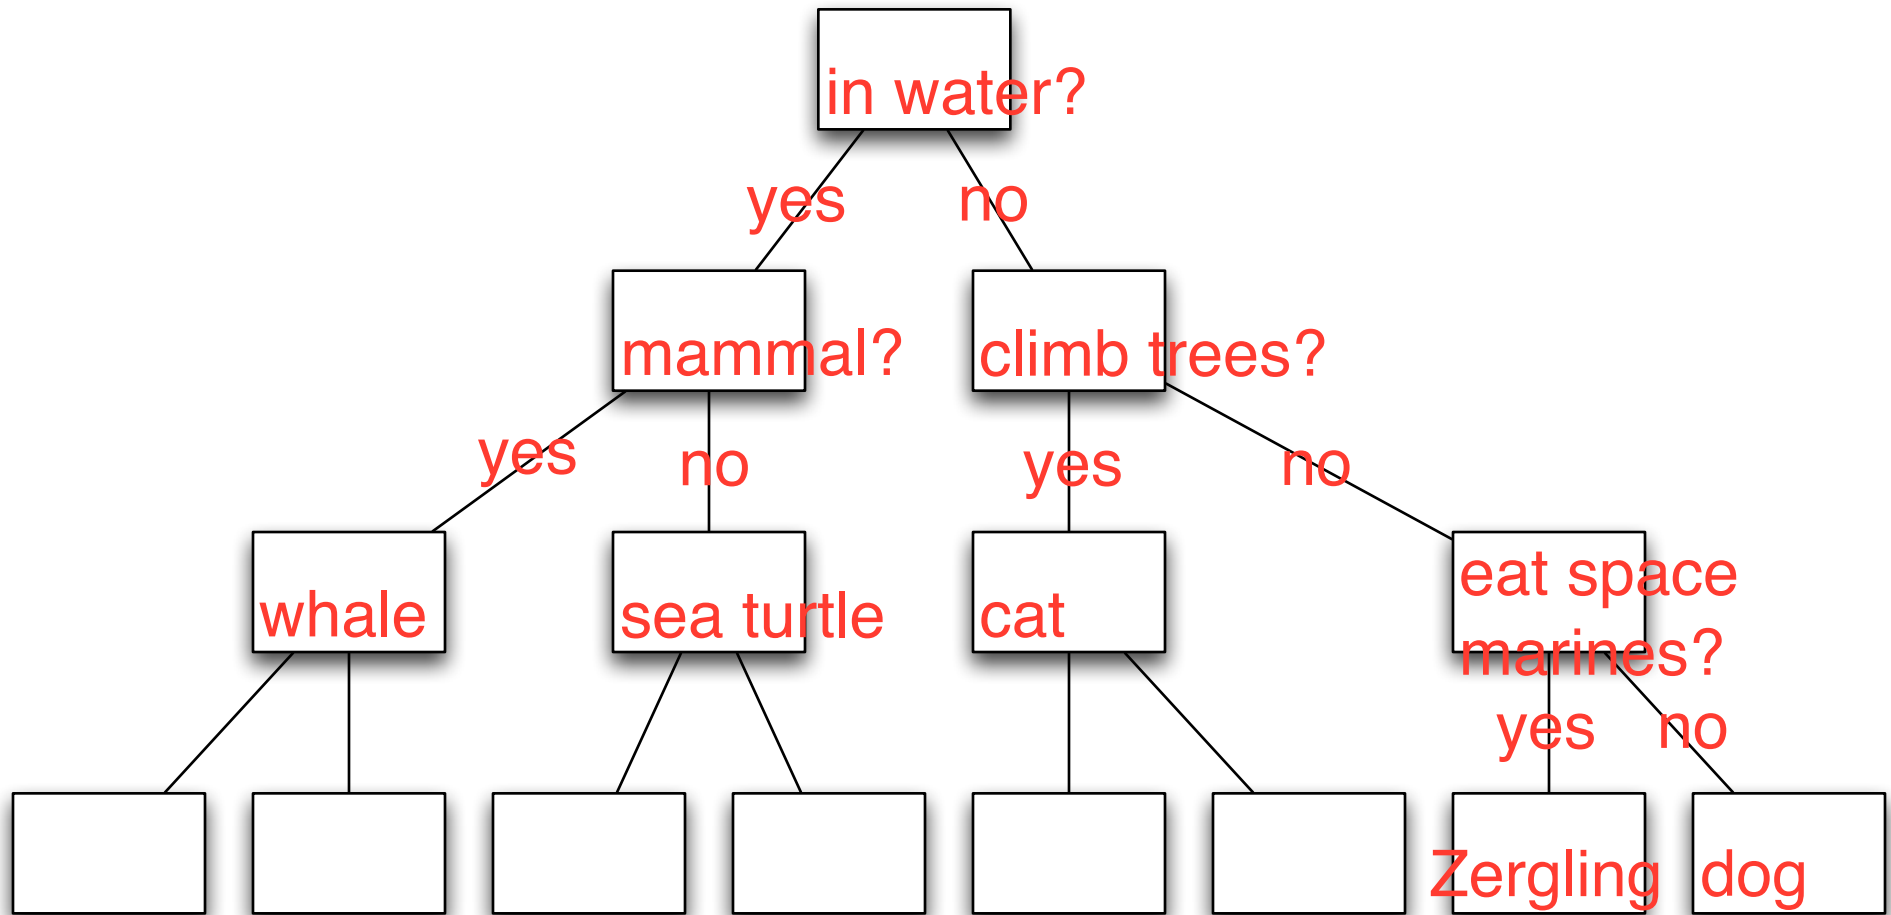 in water?
yes
no
mammal?
climb trees?
yes
no
yes
no
whale
sea turtle
cat
eat space
marines?
yes
no
Zergling
dog